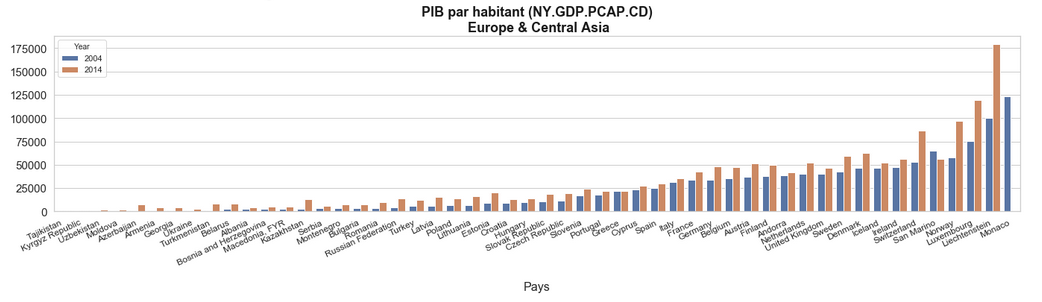 PIB par habitant (NY.GDP.PCAP.CD)
Europe & Central Asia
Year
2004
2014
175000
150000
125000
100000
75000
50000
25000
0
Tajikistan
Kyrgyz Republic
Uzbekistan
Moldova
Azerbaijan
Armenia
Georgia
Ukraine
Turkmenistan
Belarus
Albania
Bosnia and Herzegovina
Macedonia, FYR
Kazakhstan
Serbia
Montenegro
Bulgaria
Romania
Russian Federation
Turkey
Latvia
Poland
Lithuania
Estonia
Croatia
Hungary
Slovak Republic
Czech Republic
Slovenia
Portugal
Greece
Cyprus
Spain
Italy
France
Germany
Belgium
Austria
Finland
Andorra
Netherlands
United Kingdom
Sweden
Denmark
Iceland
Ireland
Switzerland
San Marino
Norway
Luxembourg
Liechtenstein
Monaco
Pays